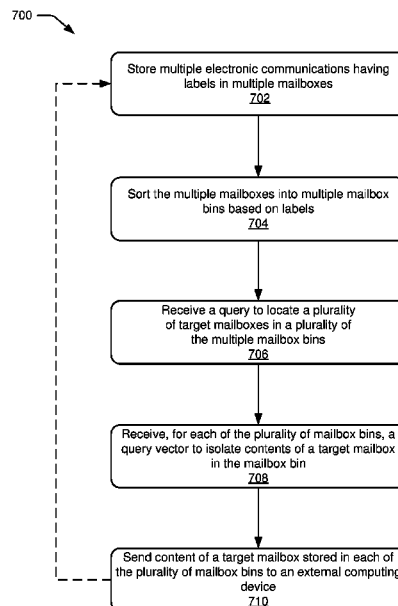 700
Store multiple electronic communications having
labels in multiple mailboxes
702
Sort the multiple mailboxes into multiple mailbox
bins based on labels
704
Receive a query to locate a plurality
of target mailboxes in a plurality of
the multiple mailbox bins
706
Receive, for each of the plurality of mailbox bins, a
query vector to isolate contents of a target mailbox
in the mailbox bin
708
Send content of a target mailbox stored in each of
the plurality of mailbox bins to an external computing
device
710